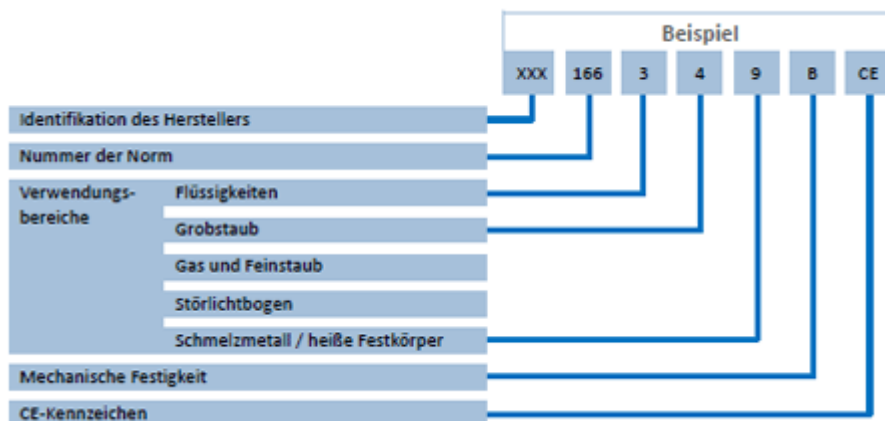 Beispiel
XXX 166 3 4 9 B CE
Identifikation des Herstellers
Nummer der Norm
Verwendungs-
bereiche
Flüssigkeiten
Grobstaub
Gas und Feinstaub
Störlichtbogen
Schmelzmetall / heiße Festkörper
Mechanische Festigkeit
CE-Kennzeichen